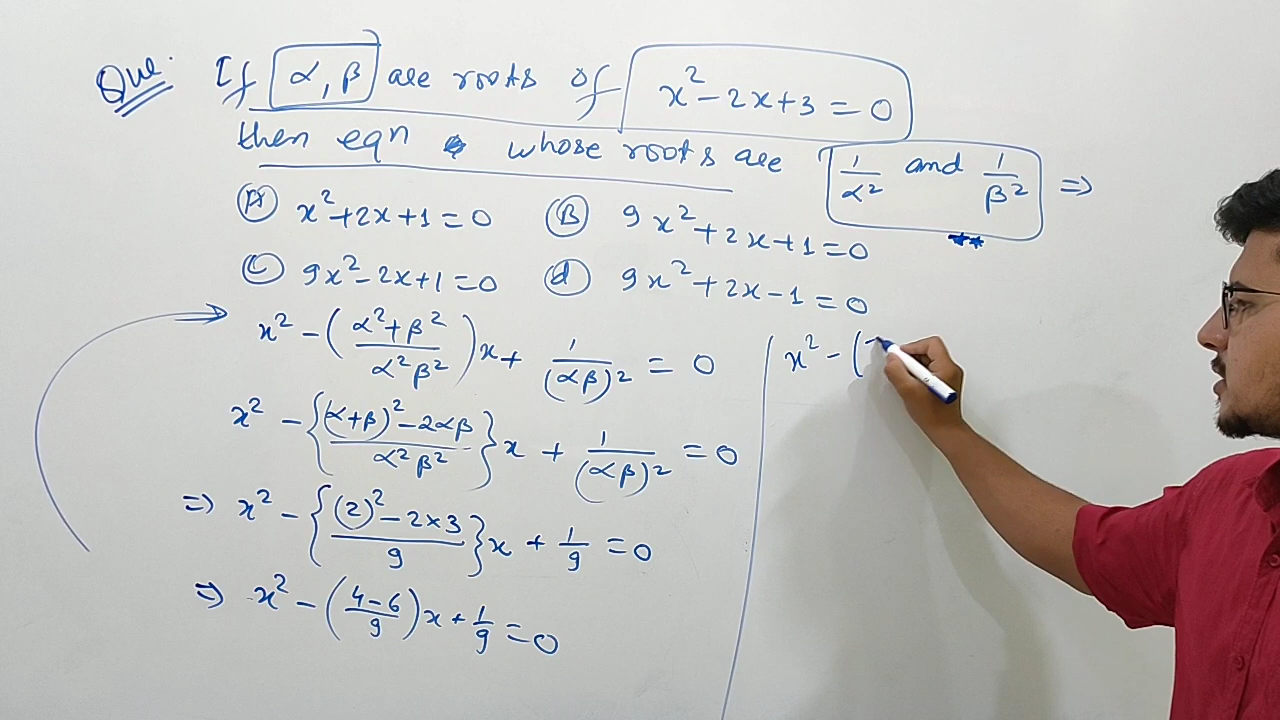 Que. If α, β are roots of x² - 2x + 3 = 0
then eqn whose roots are 1/α² and 1/β² ⇒
(A) x² + 2x + 1 = 0 (B) 9x² + 2x + 1 = 0
(C) 9x² - 2x + 1 = 0 (d) 9x² + 2x - 1 = 0
x² - ((α² + β²)/(α²β²))x + 1/(αβ)² = 0
x² - {((α+β)² - 2αβ)/(α²β²)}x + 1/(αβ)² = 0
⇒ x² - {((2)² - 2×3)/9}x + 1/9 = 0
⇒ x² - ((4-6)/9)x + 1/9 = 0
x² - (-